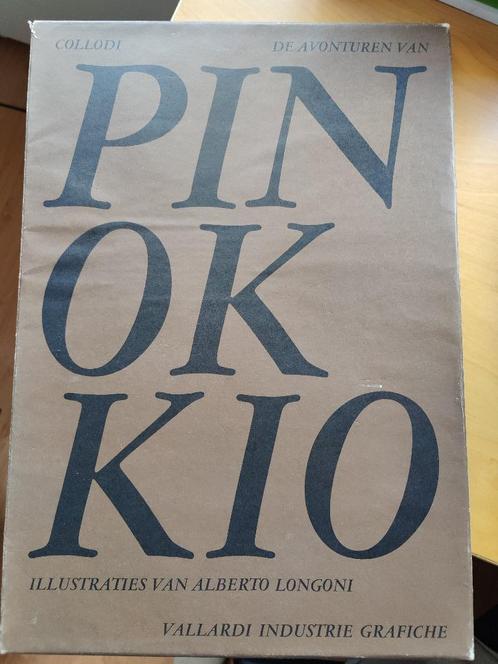 COLLODI DE AVONTUREN VAN
PIN
OK
KIO
ILLUSTRATIES VAN ALBERTO LONGONI
VALLARDI INDUSTRIE GRAFICHE